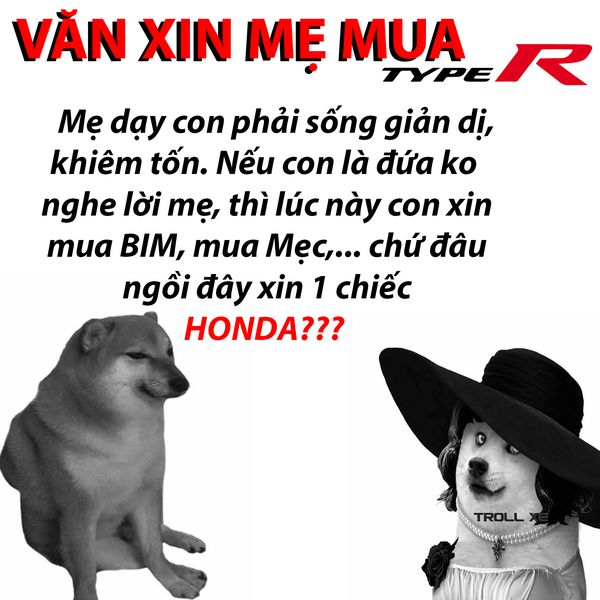 VĂN XIN MẸ MUA
TYPE R
Mẹ dạy con phải sống giản dị,
khiêm tốn. Nếu con là đứa ko
nghe lời mẹ, thì lúc này con xin
mua BIM, mua Mẹc,... chứ đâu
ngồi đây xin 1 chiếc
HONDA???
TROLL XE